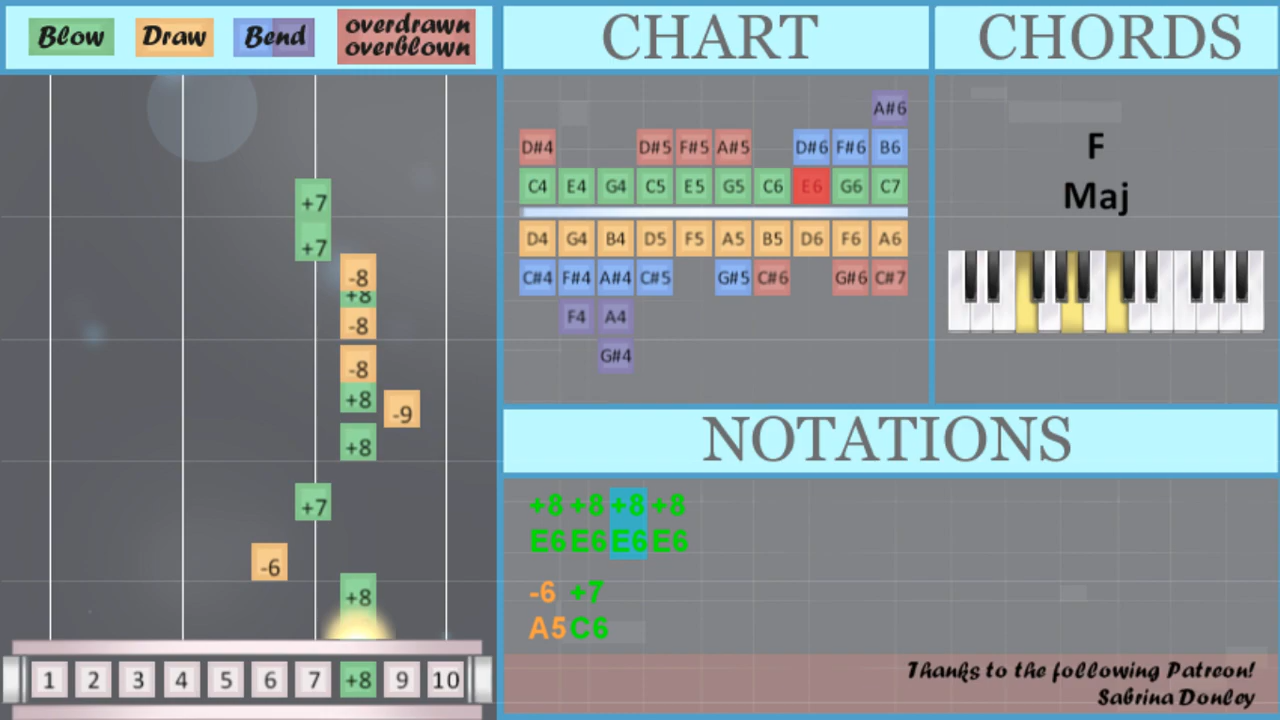 Blow Draw Bend overdrawn
overblown
CHART
CHORDS
+7
+7
-8
+8
-8
-8
+8
-9
+8
+7
-6
+8
1 2 3 4 5 6 7 +8 9 10
A#6
D#4 D#5 F#5 A#5 D#6 F#6 B6
C4 E4 G4 C5 E5 G5 C6 E6 G6 C7
D4 G4 B4 D5 F5 A5 B5 D6 F6 A6
C#4 F#4 A#4 C#5 G#5 C#6 G#6 C#7
F4 A4
G#4
F
Maj
NOTATIONS
+8 +8 +8 +8
E6 E6 E6 E6
-6 +7
A5 C6
Thanks to the following Patreon!
Sabrina Donley